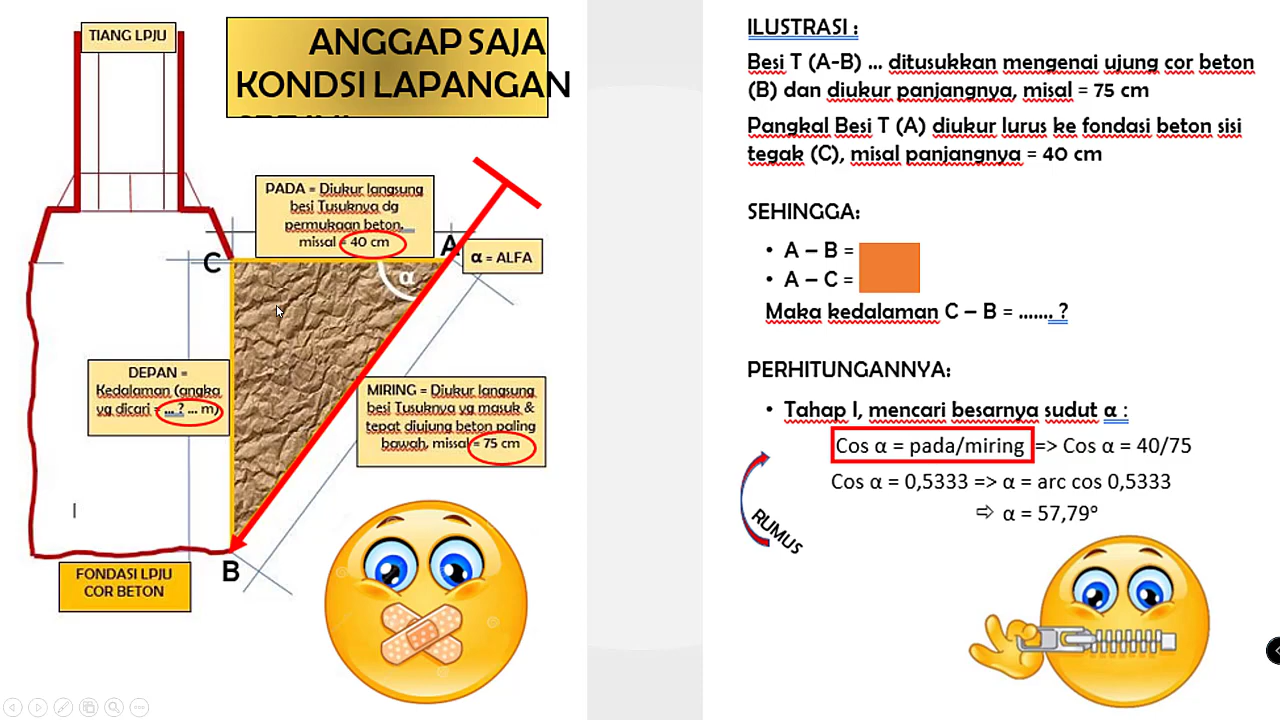 TIANG LPJU
ANGGAP SAJA
KONDSI LAPANGAN
PADA = Diukur langsung
besi Tusuknya dg
permukaan beton,
missal = 40 cm
A
α = ALFA
C
α
DEPAN =
Kedalaman (angka
yg dicari = ... ? ... m)
MIRING = Diukur langsung
besi Tusuknya yg masuk &
tepat diujung beton paling
bawah, missal = 75 cm
B
FONDASI LPJU
COR BETON
ILUSTRASI :
Besi T (A-B) ... ditusukkan mengenai ujung cor beton
(B) dan diukur panjangnya, misal = 75 cm
Pangkal Besi T (A) diukur lurus ke fondasi beton sisi
tegak (C), misal panjangnya = 40 cm
SEHINGGA:
• A – B =
• A – C =
Maka kedalaman C – B = ....... ?
PERHITUNGANNYA:
• Tahap I, mencari besarnya sudut α :
Cos α = pada/miring => Cos α = 40/75
Cos α = 0,5333 => α = arc cos 0,5333
⇨ α = 57,79°
RUMUS